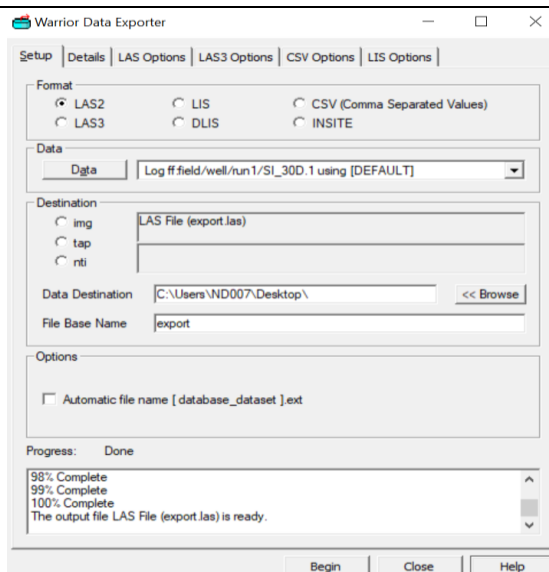 Warrior Data Exporter
Setup Details LAS Options LAS3 Options CSV Options LIS Options
Format
LAS2 LIS CSV (Comma Separated Values)
LAS3 DLIS INSITE
Data
Data Log ff:field/well/run1/SI_30D.1 using [DEFAULT]
Destination
img LAS File (export.las)
tap
nti
Data Destination C:\Users\ND007\Desktop\ << Browse
File Base Name export
Options
Automatic file name [ database_dataset ].ext
Progress: Done
98% Complete
99% Complete
100% Complete
The output file LAS File (export.las) is ready.
Begin Close Help